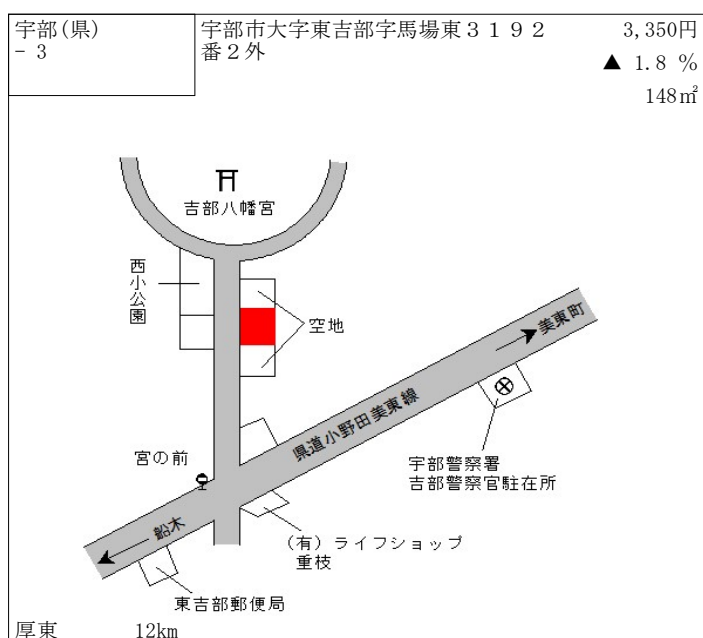 宇部(県)
- 3
宇部市大字東吉部字馬場東３１９２
番２外
3,350円
▲ 1.8 %
148㎡
吉部八幡宮
西小公園
空地
美東町
県道小野田美東線
宮の前
宇部警察署
吉部警察官駐在所
船木
(有) ライフショップ
重枝
東吉部郵便局
厚東
12km